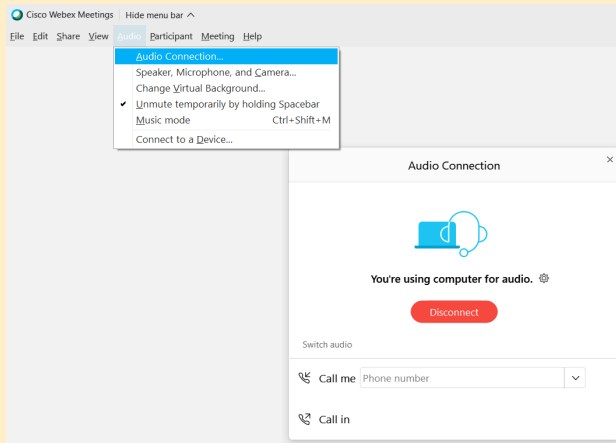 Cisco Webex Meetings Hide menu bar
File Edit Share View Audio Participant Meeting Help
Audio Connection...
Speaker, Microphone, and Camera...
Change Virtual Background...
Unmute temporarily by holding Spacebar
Music mode Ctrl+Shift+M
Connect to a Device...
Audio Connection
You're using computer for audio.
Disconnect
Switch audio
Call me Phone number
Call in